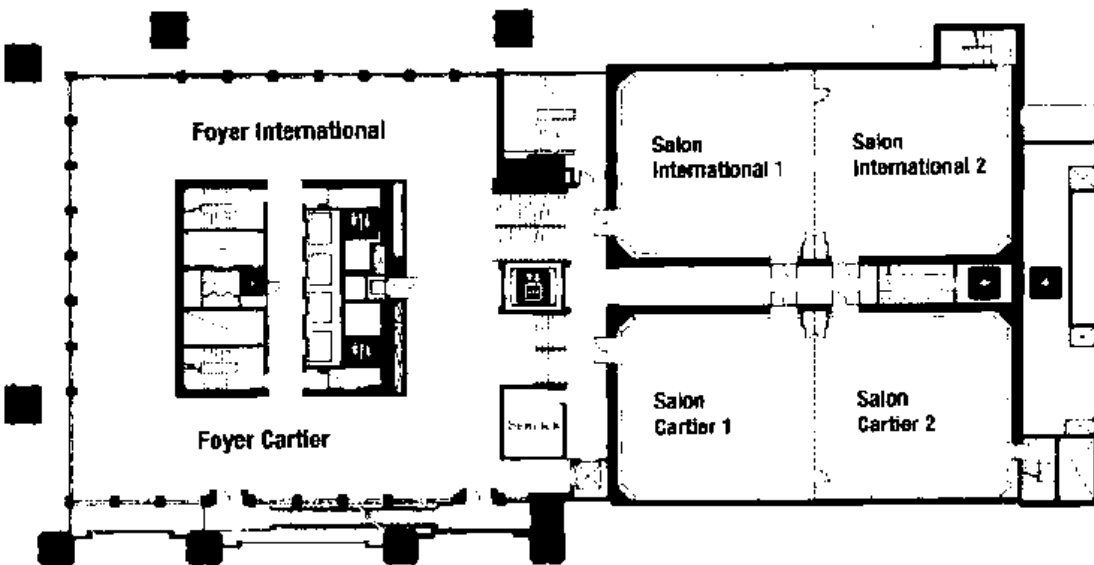 Foyer International
Salon
International 1
Salon
International 2
Salon
Cartier 1
Salon
Cartier 2
Foyer Cartier